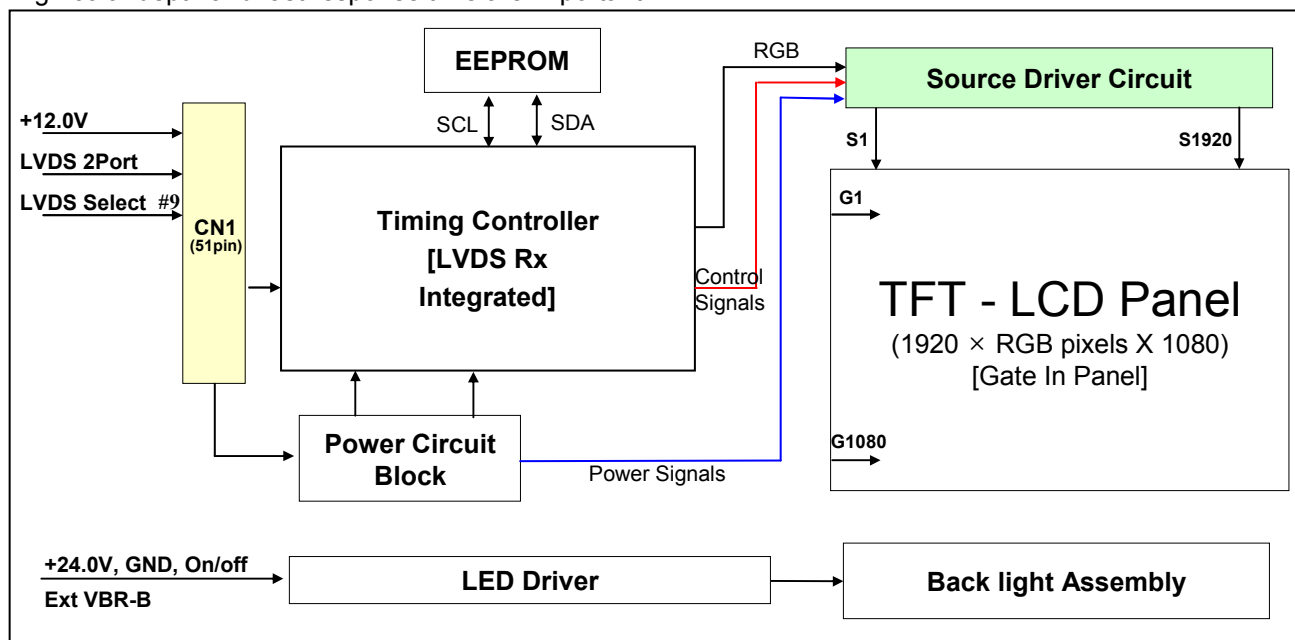 EEPROM
RGB
Source Driver Circuit
+12.0V
SCL
SDA
LVDS 2Port
S1
S1920
LVDS Select #9
CN1
(51pin)
G1
Timing Controller
[LVDS Rx
Integrated]
Control
Signals
TFT - LCD Panel
(1920 × RGB pixels X 1080)
[Gate In Panel]
G1080
Power Circuit
Block
Power Signals
+24.0V, GND, On/off
Ext VBR-B
LED Driver
Back light Assembly